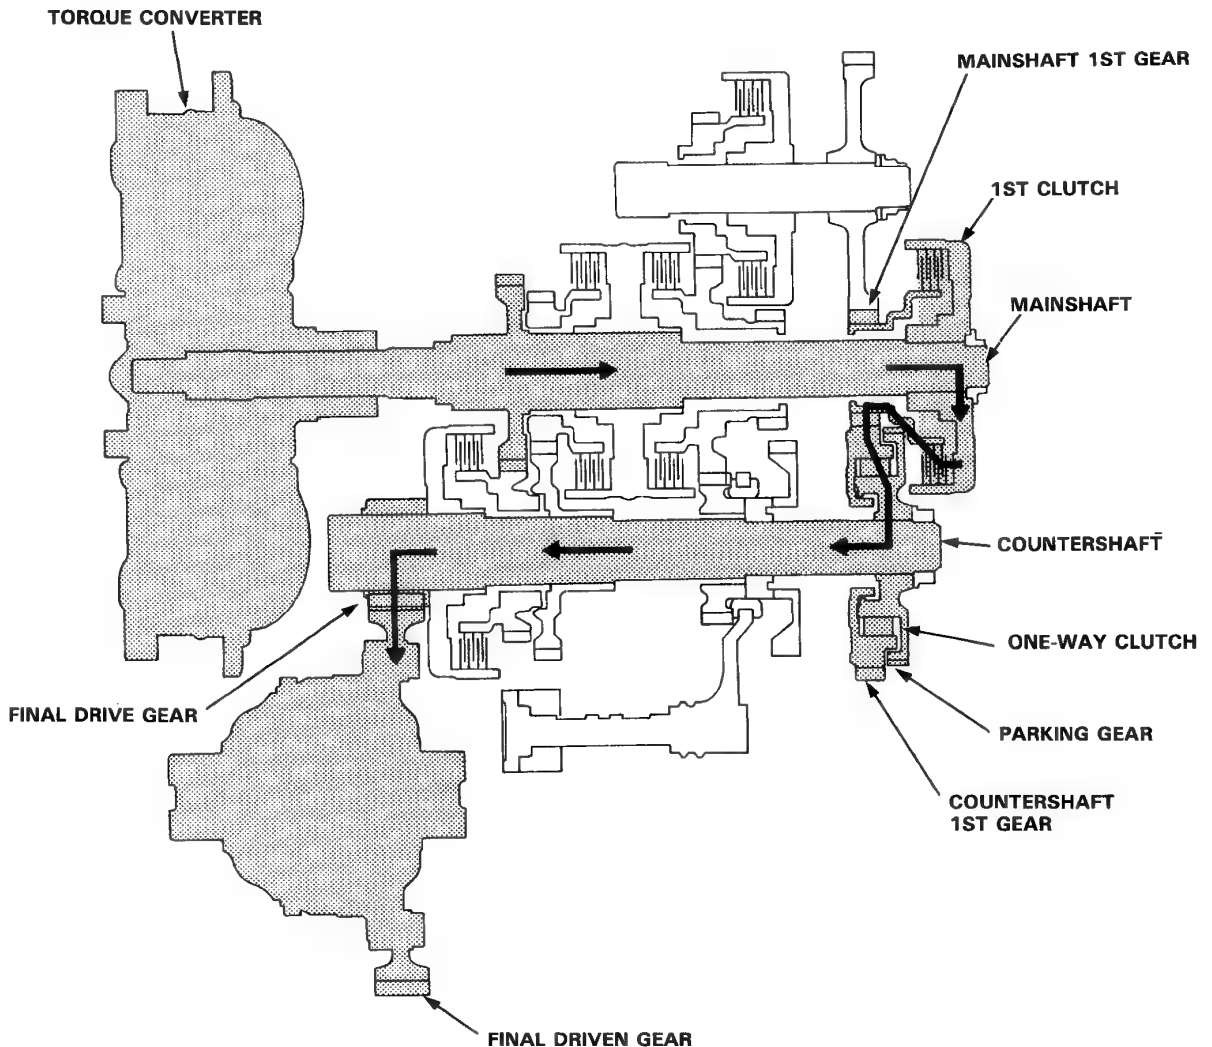 TORQUE CONVERTER
MAINSHAFT 1ST GEAR
1ST CLUTCH
MAINSHAFT
COUNTERSHAFT
ONE-WAY CLUTCH
FINAL DRIVE GEAR
PARKING GEAR
COUNTERSHAFT
1ST GEAR
FINAL DRIVEN GEAR